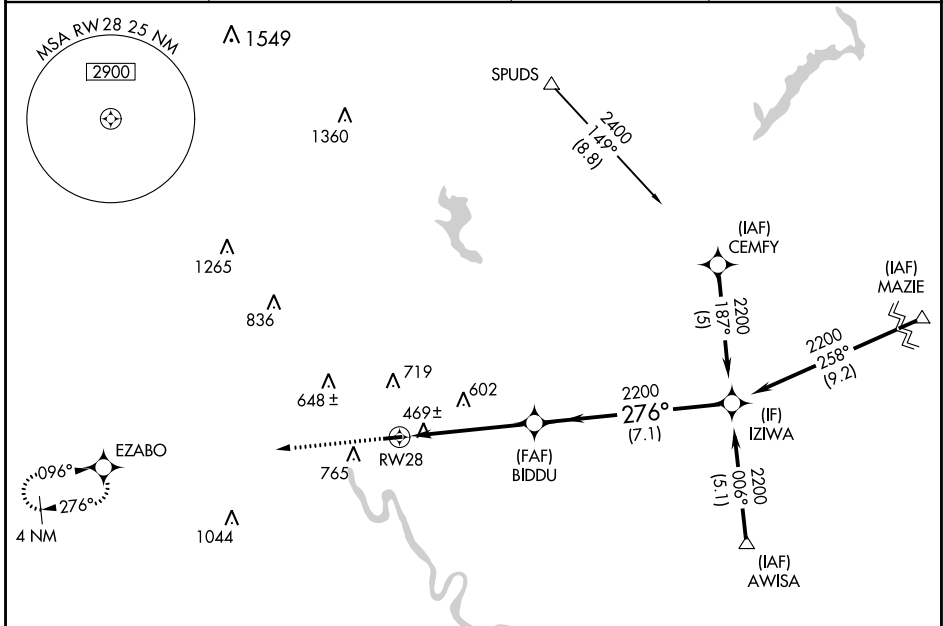 MSA RW28 25 NM
2900
1549
1360
SPUDS
2400
149°
(8.8)
(IAF)
CEMFY
(IAF)
MAZIE
1265
836
2200
187°
(5)
2200
258°
(9.2)
719
648 ±
602
469 ±
2200
276°
(7.1)
(IF)
IZIWA
RW28
765
(FAF)
BIDDU
EZABO
096°
276°
4 NM
1044
2200
006°
(5.1)
(IAF)
AWISA